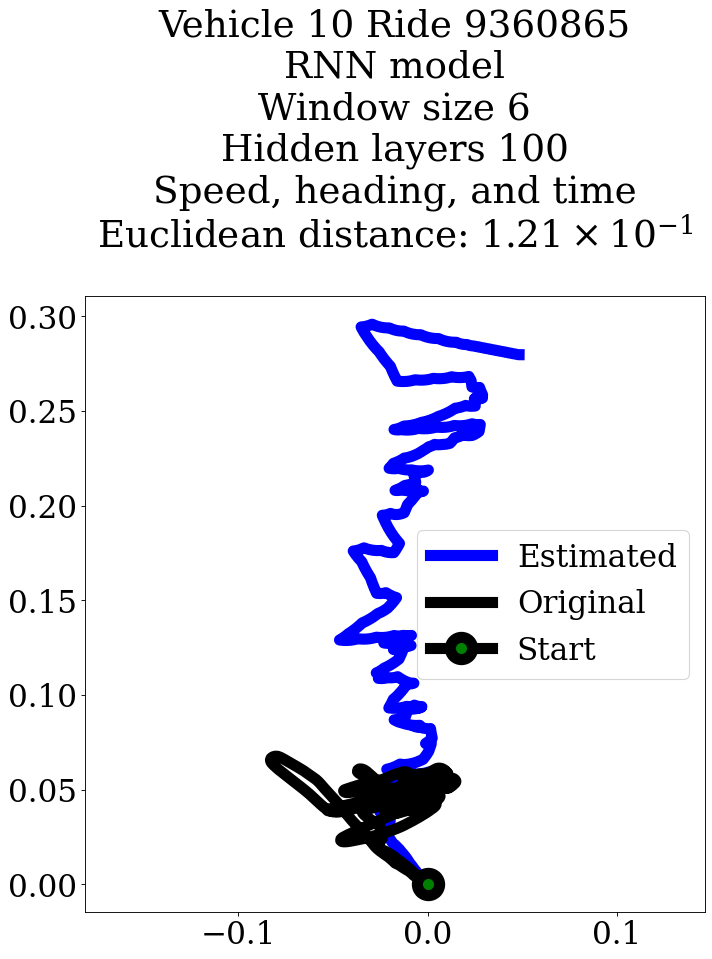 Vehicle 10 Ride 9360865
RNN model
Window size 6
Hidden layers 100
Speed, heading, and time
Euclidean distance: 1.21 × 10⁻¹
0.30
0.25
0.20
0.15
0.10
0.05
0.00
Estimated
Original
Start
−0.1
0.0
0.1